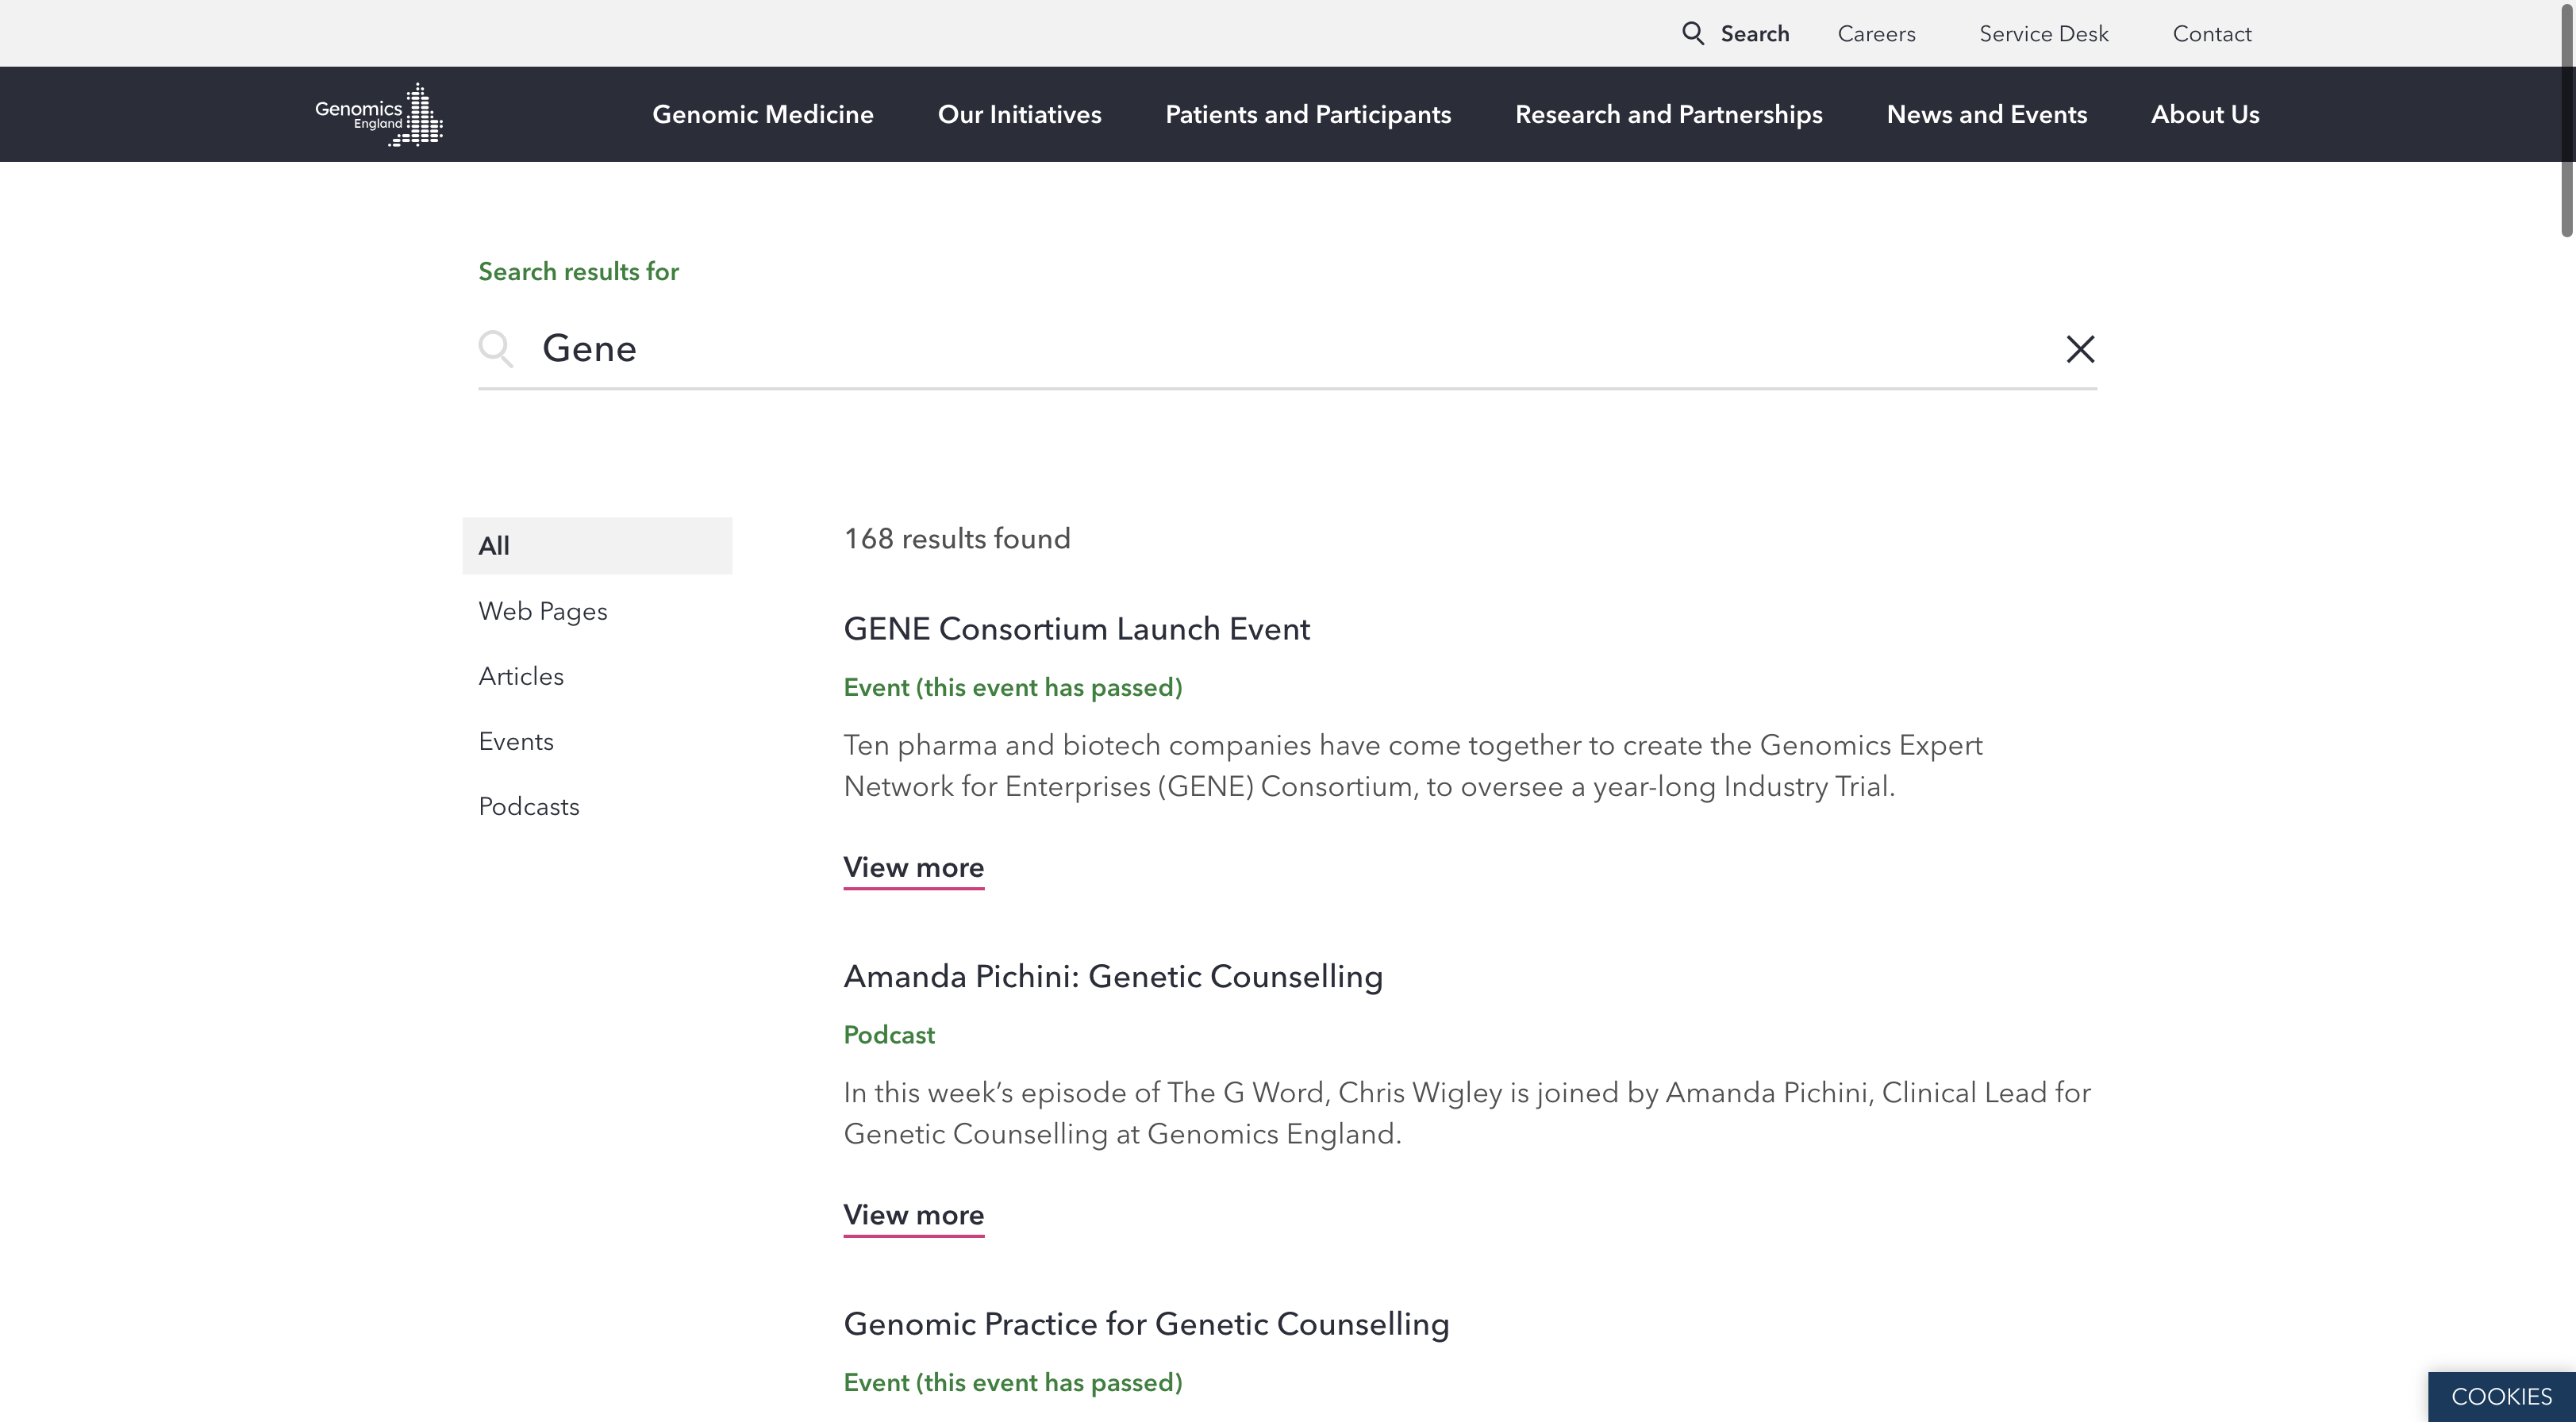 Search
Careers
Service Desk
Contact
Genomics
England
Genomic Medicine
Our Initiatives
Patients and Participants
Research and Partnerships
News and Events
About Us
Search results for
Gene
All
Web Pages
Articles
Events
Podcasts
168 results found
GENE Consortium Launch Event
Event (this event has passed)
Ten pharma and biotech companies have come together to create the Genomics Expert
Network for Enterprises (GENE) Consortium, to oversee a year-long Industry Trial.
View more
Amanda Pichini: Genetic Counselling
Podcast
In this week’s episode of The G Word, Chris Wigley is joined by Amanda Pichini, Clinical Lead for
Genetic Counselling at Genomics England.
View more
Genomic Practice for Genetic Counselling
Event (this event has passed)
COOKIES